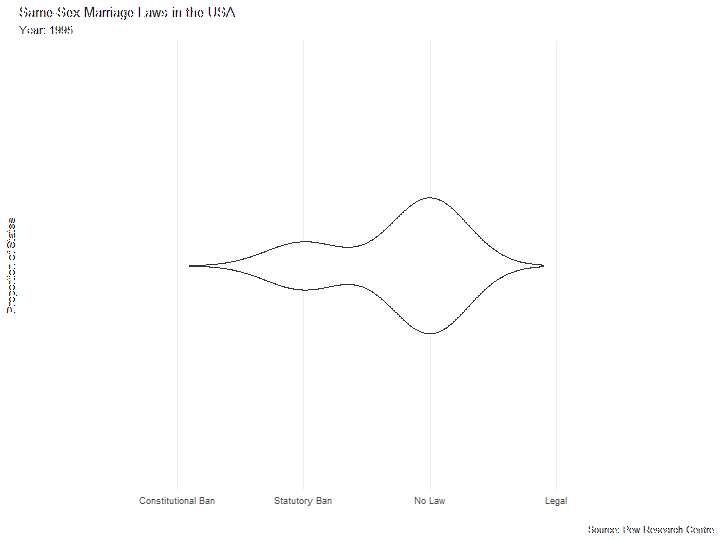 Same-Sex Marriage Laws in the USA
Year: 1995
Proportion of States
Constitutional Ban
Statutory Ban
No Law
Legal
Source: Pew Research Centre